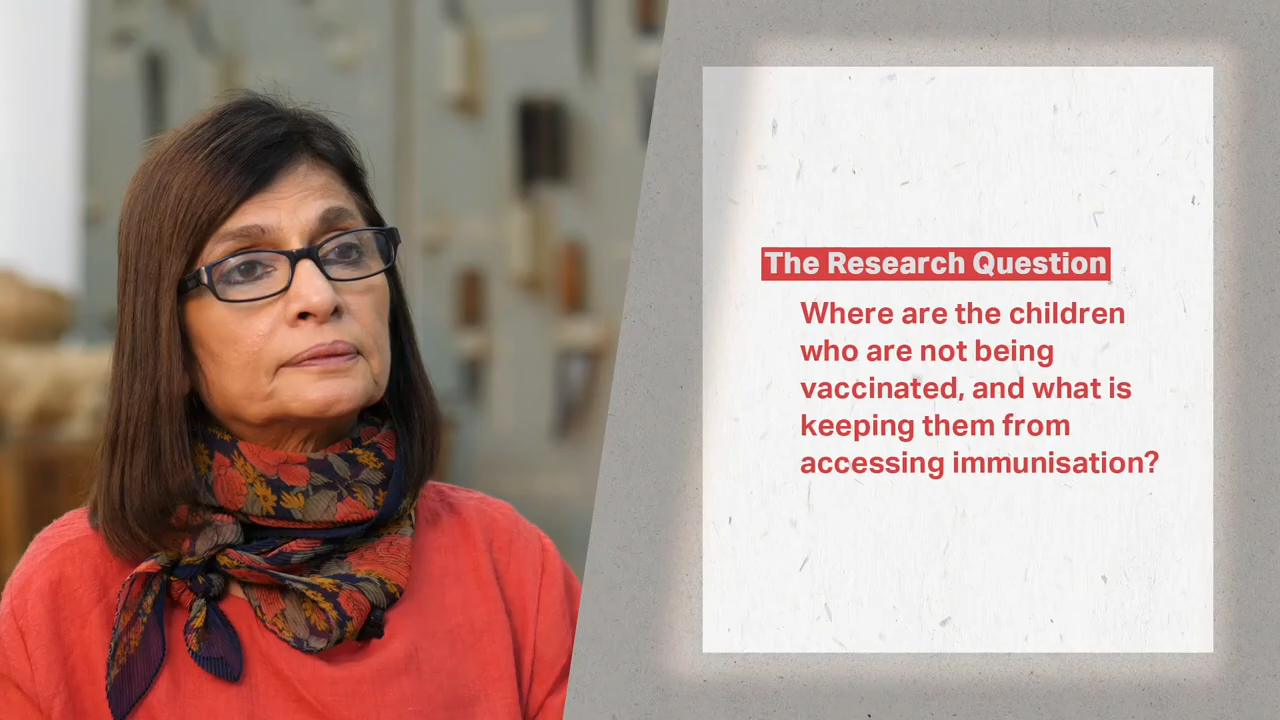 The Research Question
Where are the children
who are not being
vaccinated, and what is
keeping them from
accessing immunisation?